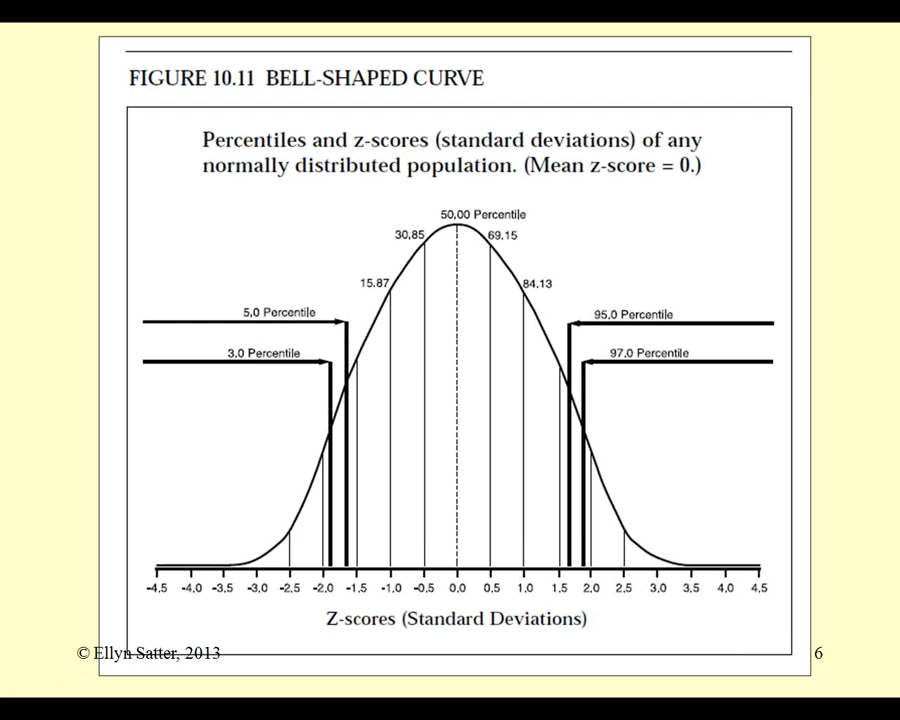 FIGURE 10.11 BELL-SHAPED CURVE
Percentiles and z-scores (standard deviations) of any
normally distributed population. (Mean z-score = 0.)
50,00 Percentile
30,85 69.15
15.87 84.13
5,0 Percentile 95,0 Percentile
3.0 Percentile 97.0 Percentile
-4.5 -4.0 -3.5 -3.0 -2.5 -2.0 -1.5 -1.0 -0.5 0.0 0.5 1.0 1.5 2.0 2.5 3.0 3.5 4.0 4.5
Z-scores (Standard Deviations)
© Ellyn Satter, 2013 6